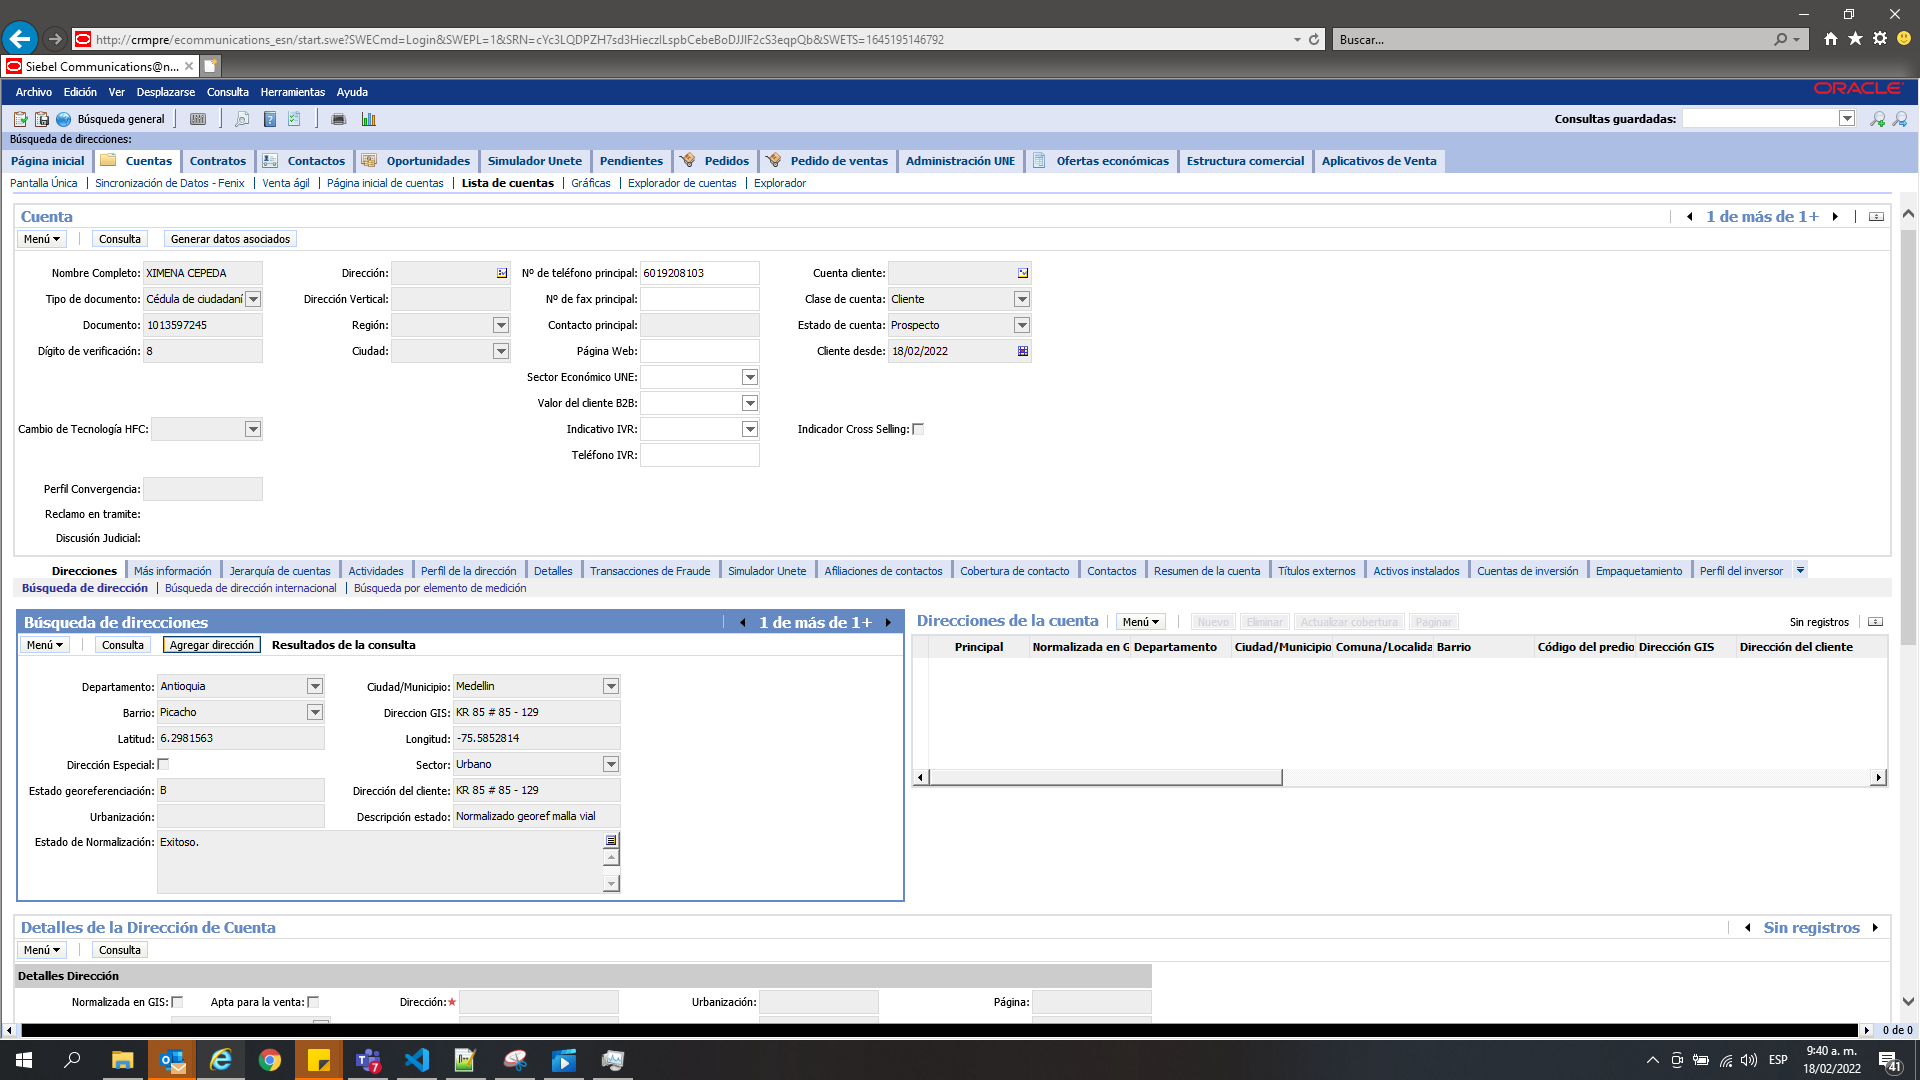 http://crmpre/ecommunications_esn/start.swe?SWECmd=Login&SWEPL=1&SRN=cYc3LQDPZH7sd3HieczlLspbCebeBoDJJIF2cS3eqpQb&SWETS=1645195146792
Buscar...
Siebel Communications@n...
Archivo Edición Ver Desplazarse Consulta Herramientas Ayuda
ORACLE
Búsqueda general
Consultas guardadas:
Búsqueda de direcciones:
Página inicial Cuentas Contratos Contactos Oportunidades Simulador Unete Pendientes Pedidos Pedido de ventas Administración UNE Ofertas económicas Estructura comercial Aplicativos de Venta
Pantalla Única Sincronización de Datos - Fenix Venta ágil Página inicial de cuentas Lista de cuentas Gráficas Explorador de cuentas Explorador
Cuenta 1 de más de 1+
Menú Consulta Generar datos asociados
Nombre Completo: XIMENA CEPEDA Dirección: Nº de teléfono principal: 6019208103 Cuenta cliente:
Tipo de documento: Cédula de ciudadaní Dirección Vertical: Nº de fax principal: Clase de cuenta: Cliente
Documento: 1013597245 Región: Contacto principal: Estado de cuenta: Prospecto
Dígito de verificación: 8 Ciudad: Página Web: Cliente desde: 18/02/2022
Sector Económico UNE:
Valor del cliente B2B:
Cambio de Tecnología HFC: Indicativo IVR: Indicador Cross Selling:
Teléfono IVR:
Perfil Convergencia:
Reclamo en tramite:
Discusión Judicial:
Direcciones Más información Jerarquía de cuentas Actividades Perfil de la dirección Detalles Transacciones de Fraude Simulador Unete Afiliaciones de contactos Cobertura de contacto Contactos Resumen de la cuenta Títulos externos Activos instalados Cuentas de inversión Empaquetamiento Perfil del inversor
Búsqueda de dirección Búsqueda de dirección internacional Búsqueda por elemento de medición
Búsqueda de direcciones 1 de más de 1+
Menú Consulta Agregar dirección Resultados de la consulta
Departamento: Antioquia Ciudad/Municipio: Medellin
Barrio: Picacho Direccion GIS: KR 85 # 85 - 129
Latitud: 6.2981563 Longitud: -75.5852814
Dirección Especial: Sector: Urbano
Estado georeferenciación: B Dirección del cliente: KR 85 # 85 - 129
Urbanización: Descripción estado: Normalizado georef malla vial
Estado de Normalización: Exitoso.
Direcciones de la cuenta Menú Nuevo Eliminar Actualizar cobertura Paginar Sin registros
Principal Normalizada en G Departamento Ciudad/Municipio Comuna/Localida Barrio Código del predio Dirección GIS Dirección del cliente
Detalles de la Dirección de Cuenta Sin registros
Menú Consulta
Detalles Dirección
Normalizada en GIS: Apta para la venta: Dirección:★ Urbanización: Página:
0 de 0
7
ESP
9:40 a. m.
18/02/2022
41